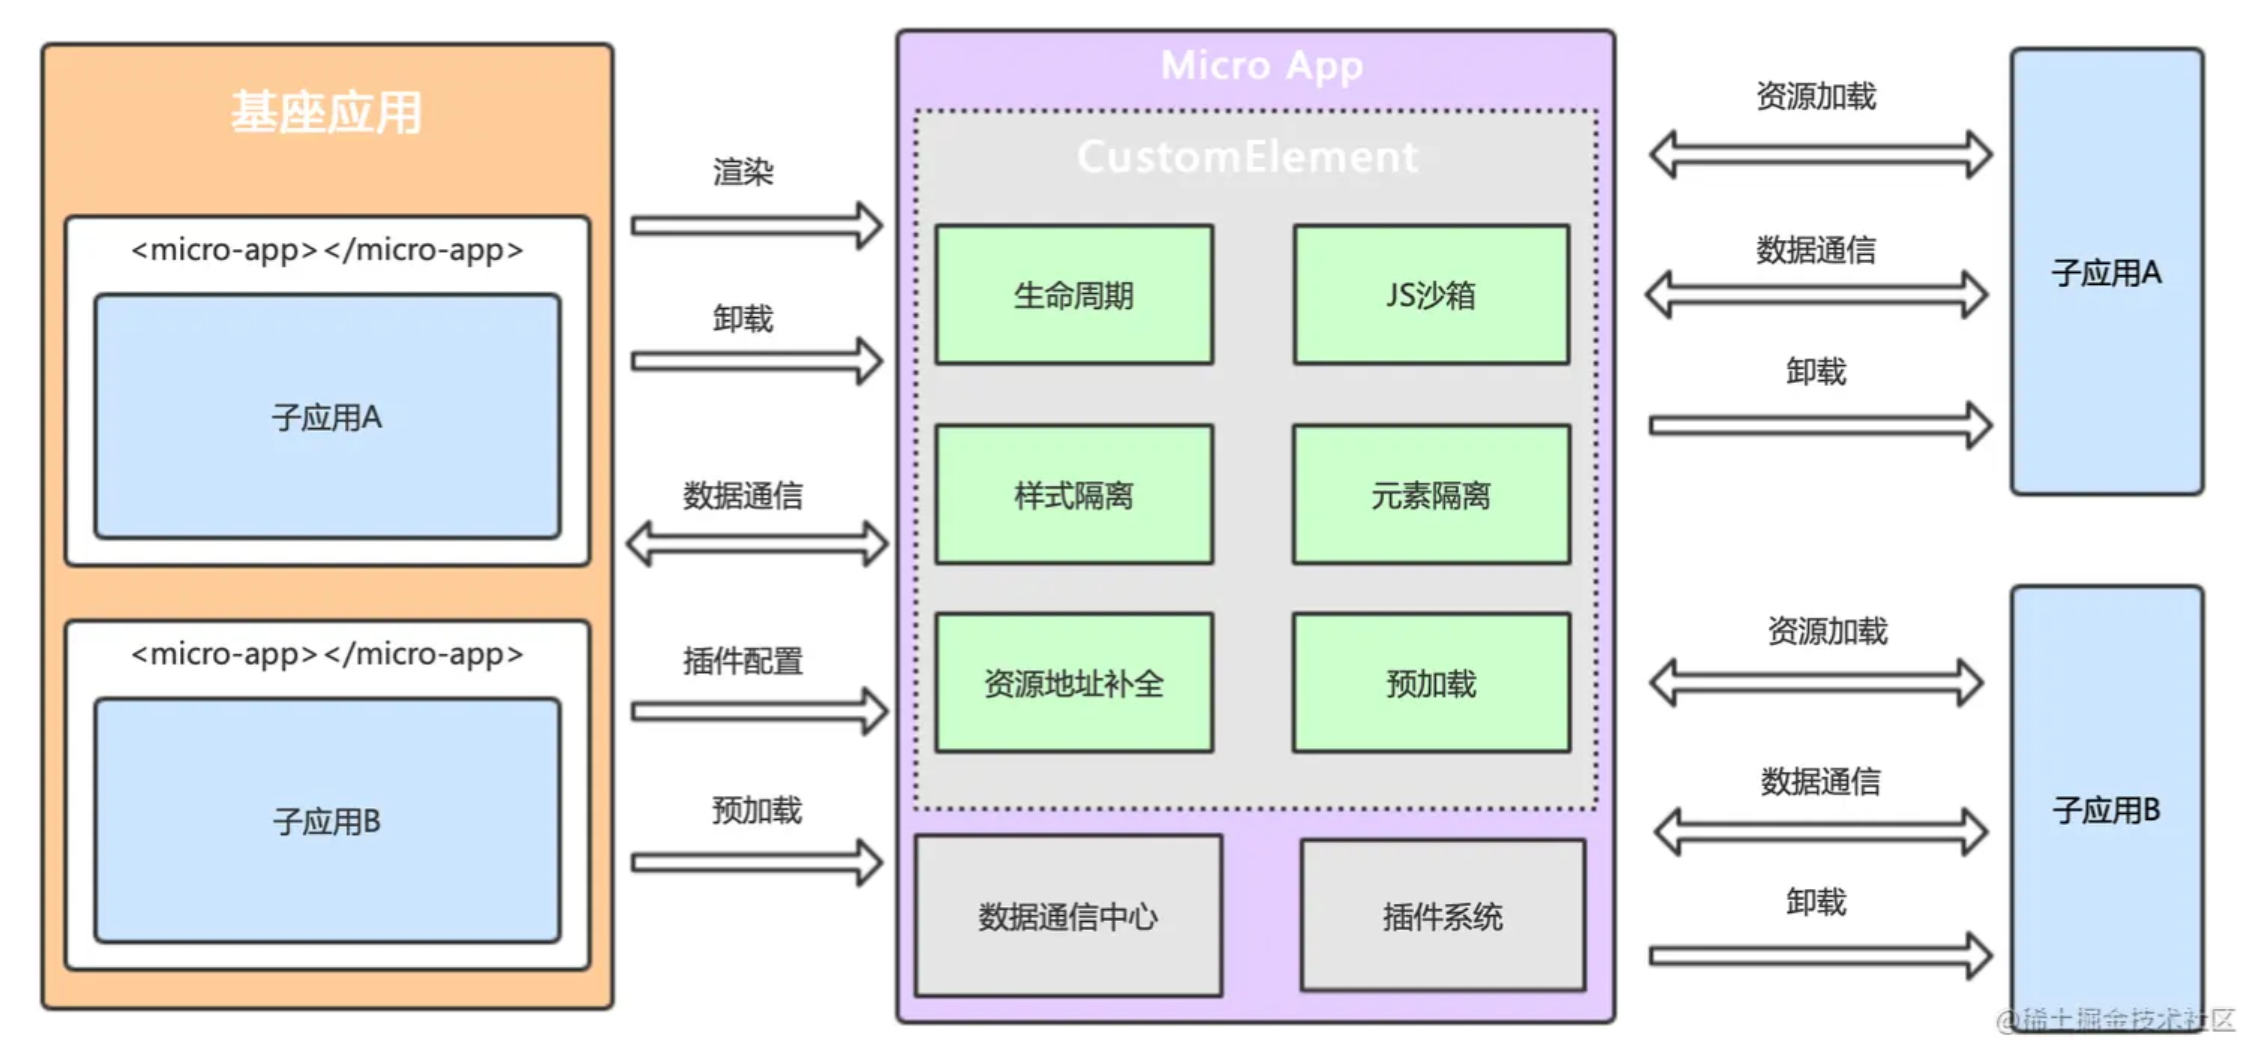 基座应用
<micro-app></micro-app>
子应用A
<micro-app></micro-app>
子应用B
渲染
卸载
数据通信
插件配置
预加载
Micro App
CustomElement
生命周期
JS沙箱
样式隔离
元素隔离
资源地址补全
预加载
数据通信中心
插件系统
资源加载
数据通信
卸载
子应用A
资源加载
数据通信
卸载
子应用B
@稀土掘金技术社区